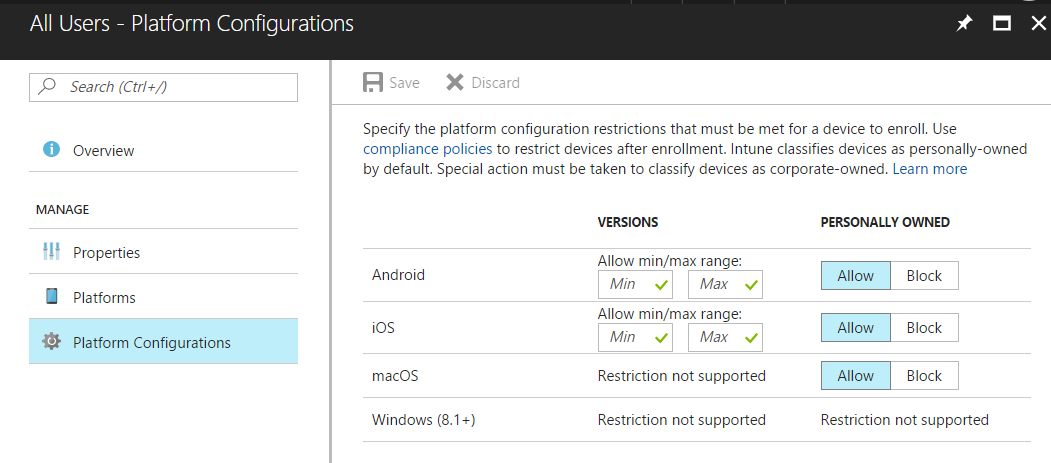 All Users - Platform Configurations
Search (Ctrl+/)
Overview
MANAGE
Properties
Platforms
Platform Configurations
Save Discard
Specify the platform configuration restrictions that must be met for a device to enroll. Use
compliance policies to restrict devices after enrollment. Intune classifies devices as personally-owned
by default. Special action must be taken to classify devices as corporate-owned. Learn more
VERSIONS PERSONALLY OWNED
Allow min/max range:
Android Min Max Allow Block
Allow min/max range:
iOS Min Max Allow Block
macOS Restriction not supported Allow Block
Windows (8.1+) Restriction not supported Restriction not supported